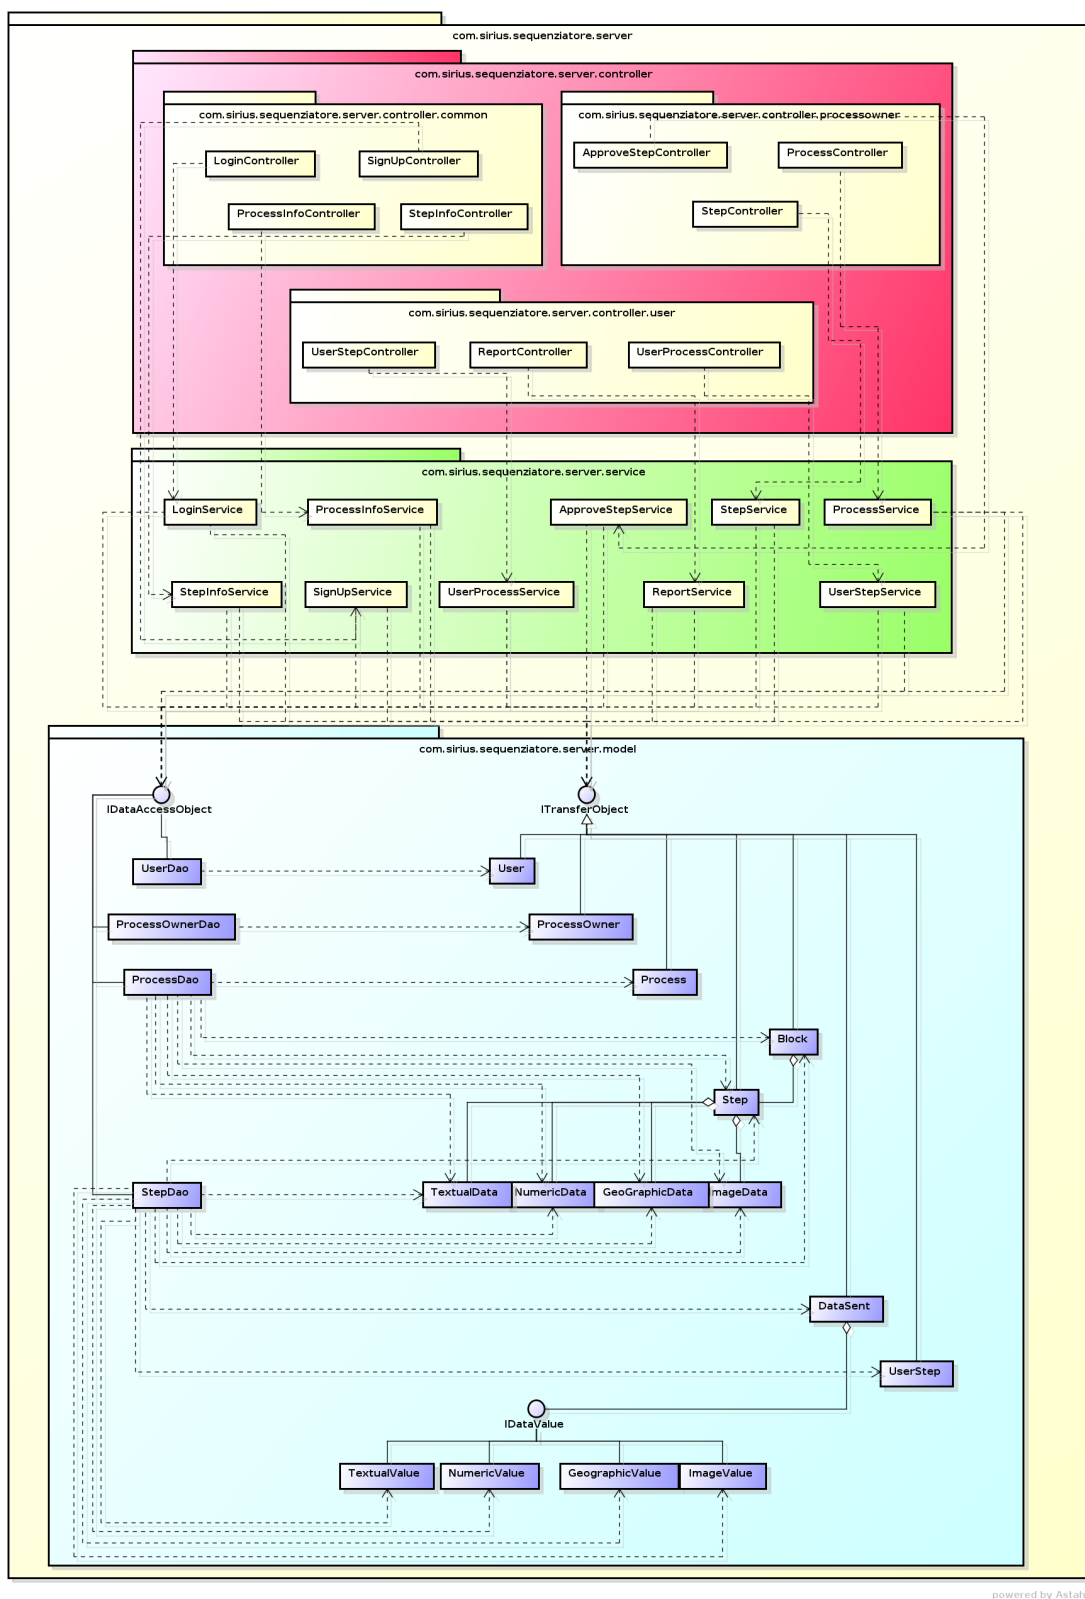 com.sirius.sequenziatore.server
com.sirius.sequenziatore.server.controller
com.sirius.sequenziatore.server.controller.common
com.sirius.sequenziatore.server.controller.processowner
LoginController
SignUpController
ApproveStepController
ProcessController
ProcessInfoController
StepInfoController
StepController
com.sirius.sequenziatore.server.controller.user
UserStepController
ReportController
UserProcessController
com.sirius.sequenziatore.server.service
LoginService
ProcessInfoService
ApproveStepService
StepService
ProcessService
StepInfoService
SignUpService
UserProcessService
ReportService
UserStepService
com.sirius.sequenziatore.server.model
IDataAccessObject
ITransferObject
UserDao
User
ProcessOwnerDao
ProcessOwner
ProcessDao
Process
Block
Step
StepDao
TextualData
NumericData
GeoGraphicData
ImageData
DataSent
UserStep
IDataValue
TextualValue
NumericValue
GeographicValue
ImageValue
powered by Astah